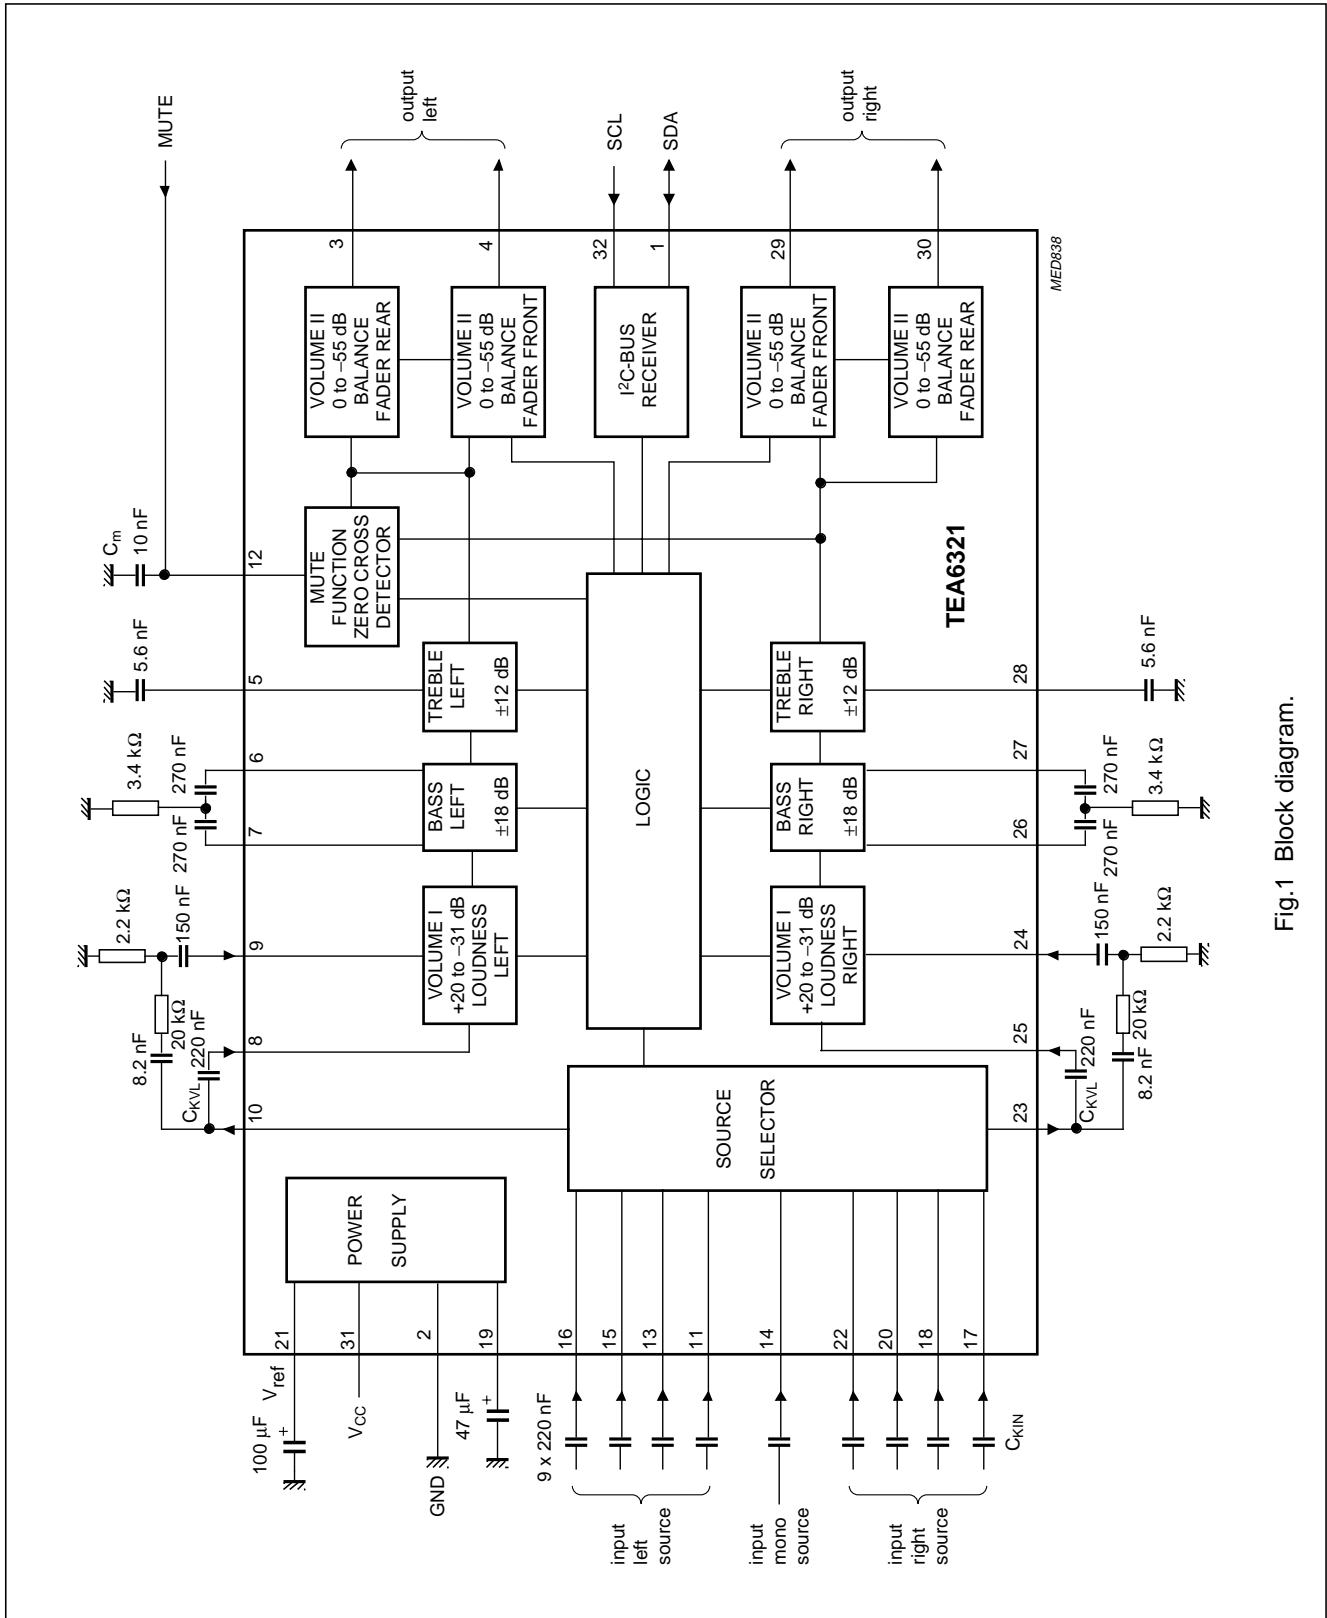 MUTE
output
left
SCL
SDA
output
right
3
4
32
1
29
30
MED838
VOLUME II
0 to −55 dB
BALANCE
FADER REAR
VOLUME II
0 to −55 dB
BALANCE
FADER FRONT
I²C-BUS
RECEIVER
VOLUME II
0 to −55 dB
BALANCE
FADER FRONT
VOLUME II
0 to −55 dB
BALANCE
FADER REAR
Cm
10 nF
12
MUTE
FUNCTION
ZERO CROSS
DETECTOR
TEA6321
5.6 nF
5
TREBLE
LEFT
±12 dB
TREBLE
RIGHT
±12 dB
28
5.6 nF
3.4 kΩ
270 nF
270 nF
6
7
BASS
LEFT
±18 dB
LOGIC
BASS
RIGHT
±18 dB
27
26
270 nF
270 nF
3.4 kΩ
2.2 kΩ
150 nF
9
20 kΩ
8.2 nF
220 nF
CKVL
8
10
VOLUME I
+20 to −31 dB
LOUDNESS
LEFT
VOLUME I
+20 to −31 dB
LOUDNESS
RIGHT
24
25
23
150 nF
2.2 kΩ
20 kΩ
220 nF
8.2 nF
CKVL
SOURCE
SELECTOR
POWER
SUPPLY
21
31
2
19
16
15
13
11
14
22
20
18
17
Vref
100 µF
+
VCC
GND
47 µF
+
9 x 220 nF
CKIN
input
left
source
input
mono
source
input
right
source
Fig.1 Block diagram.